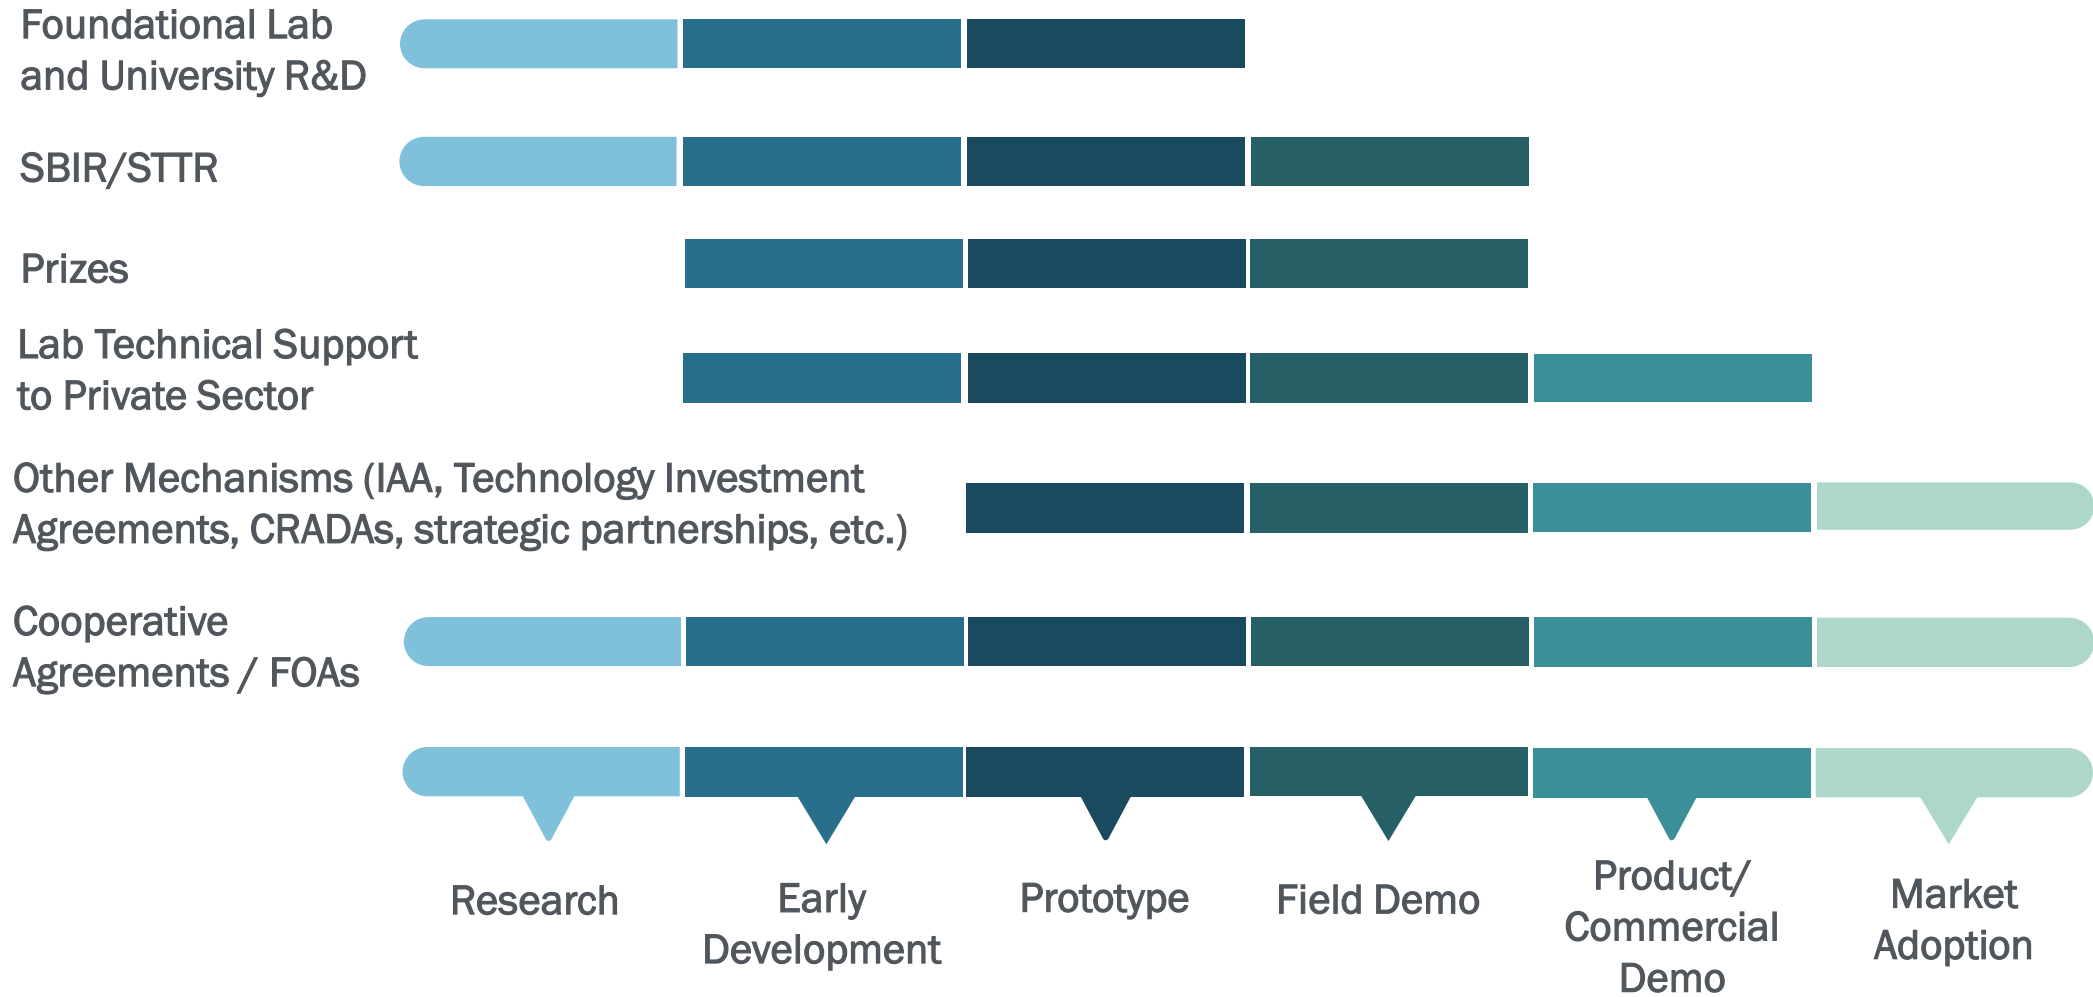 Foundational Lab
and University R&D
SBIR/STTR
Prizes
Lab Technical Support
to Private Sector
Other Mechanisms (IAA, Technology Investment
Agreements, CRADAs, strategic partnerships, etc.)
Cooperative
Agreements / FOAs
Research
Early
Development
Prototype
Field Demo
Product/
Commercial
Demo
Market
Adoption